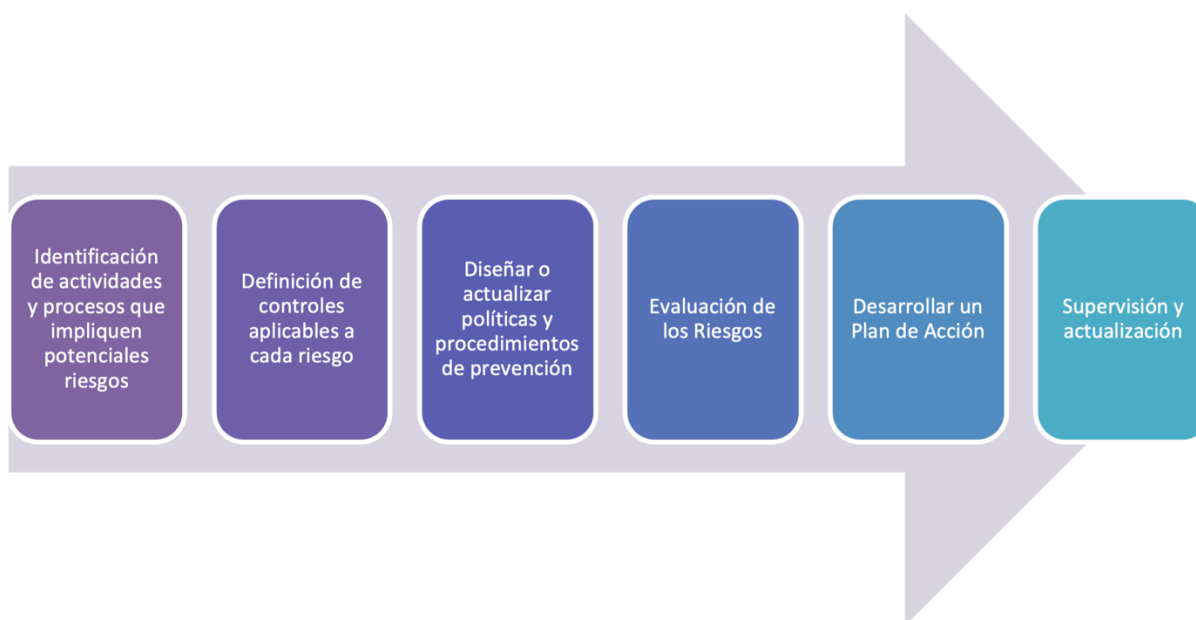 Identificación
de actividades
y procesos que
impliquen
potenciales
riesgos
Definición de
controles
aplicables a
cada riesgo
Diseñar o
actualizar
políticas y
procedimientos
de prevención
Evaluación de
los Riesgos
Desarrollar un
Plan de Acción
Supervisión y
actualización